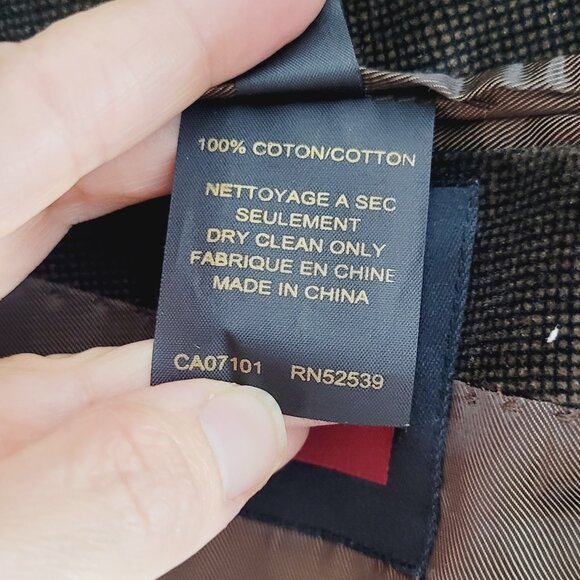 100% COTON/COTTON
NETTOYAGE A SEC
SEULEMENT
DRY CLEAN ONLY
FABRIQUE EN CHINE
MADE IN CHINA
CA07101 RN52539